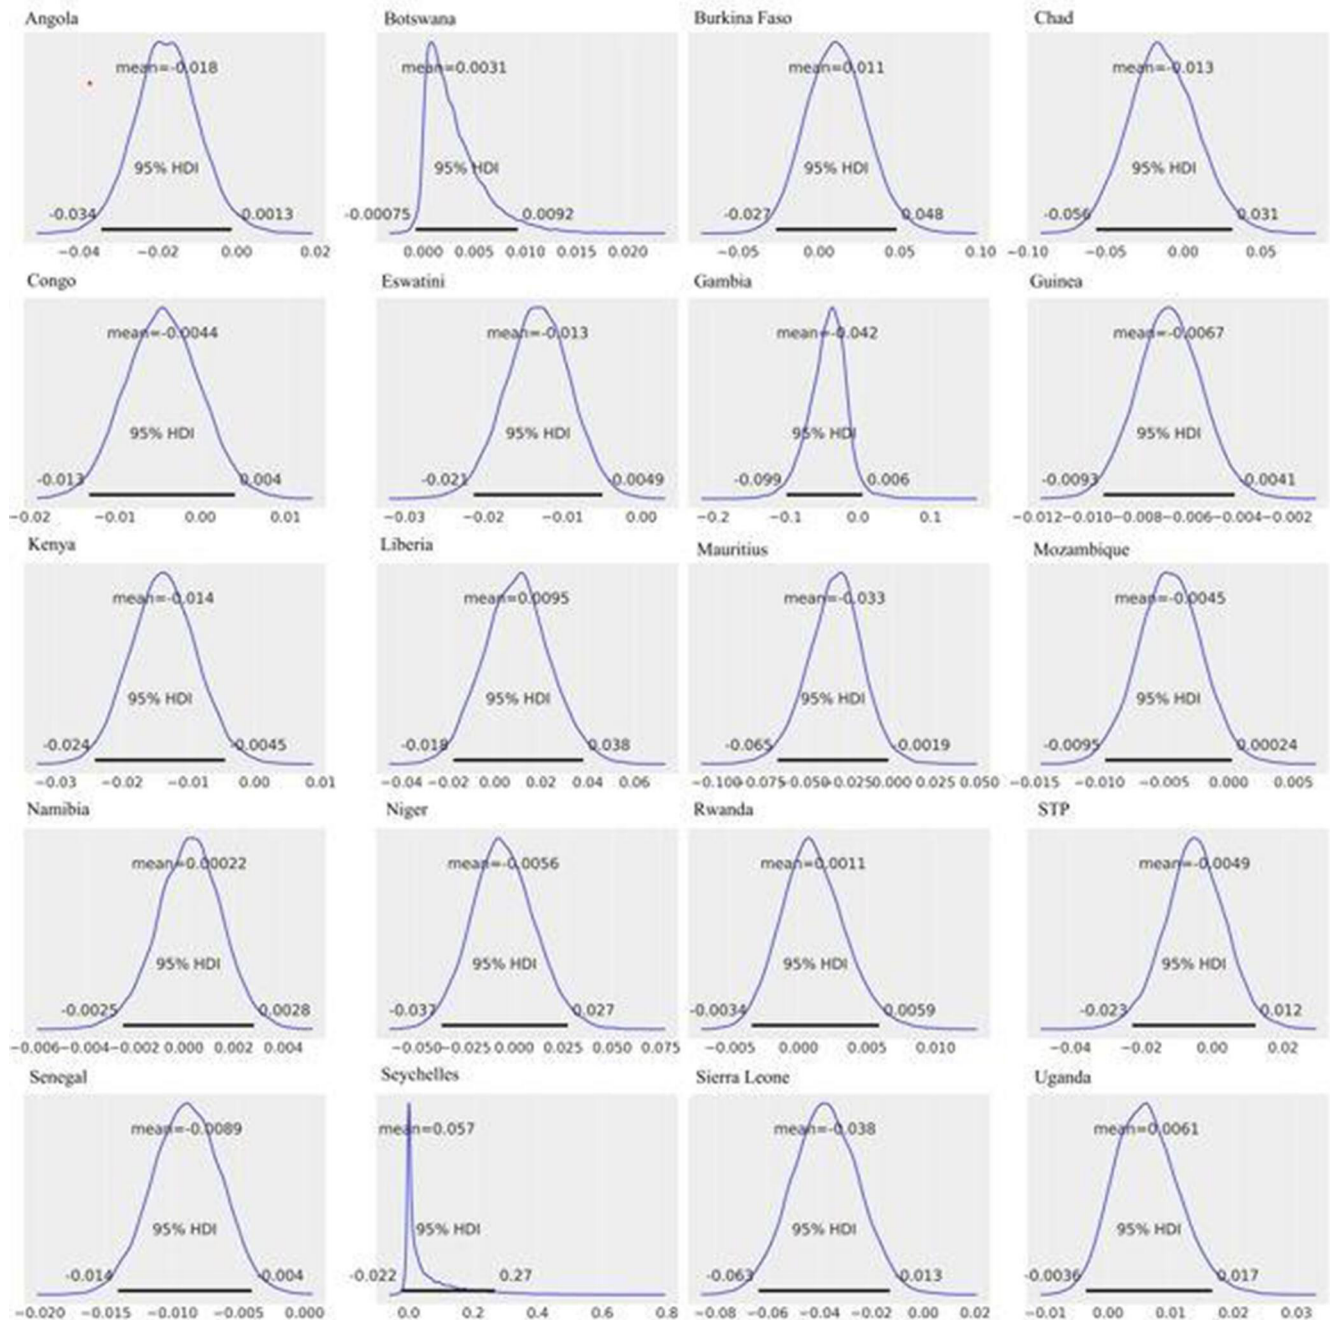 Angola Botswana Burkina Faso Chad
mean=-0.018 mean=0.0031 mean=0.011 mean=-0.013
95% HDI 95% HDI 95% HDI 95% HDI
-0.034 -0.0013 -0.00075 0.0092 -0.027 0.048 -0.056 0.031
−0.04 −0.02 0.00 0.02 0.000 0.005 0.010 0.015 0.020 −0.05 0.00 0.05 0.10 −0.10 −0.05 0.00 0.05
Congo Eswatini Gambia Guinea
mean=-0.0044 mean=-0.013 mean=-0.042 mean=-0.0067
95% HDI 95% HDI 95% HDI 95% HDI
-0.013 0.004 -0.021 -0.0049 -0.099 0.006 -0.0093 -0.0041
−0.02 −0.01 0.00 0.01 −0.03 −0.02 −0.01 0.00 −0.2 −0.1 0.0 0.1 −0.012 −0.010 −0.008 −0.006 −0.004 −0.002
Kenya Liberia Mauritius Mozambique
mean=-0.014 mean=0.0095 mean=-0.033 mean=-0.0045
95% HDI 95% HDI 95% HDI 95% HDI
-0.024 -0.0045 -0.018 0.038 -0.065 -0.0019 -0.0095 0.00024
−0.03 −0.02 −0.01 0.00 0.01 −0.04 −0.02 0.00 0.02 0.04 0.06 −0.100 −0.075 −0.050 −0.025 0.000 0.025 0.050 −0.015 −0.010 −0.005 0.000 0.005
Namibia Niger Rwanda STP
mean=0.00022 mean=-0.0056 mean=0.0011 mean=-0.0049
95% HDI 95% HDI 95% HDI 95% HDI
-0.0025 0.0028 -0.037 0.027 -0.0034 0.0059 -0.023 0.012
−0.006 −0.004 −0.002 0.000 0.002 0.004 −0.050 −0.025 0.000 0.025 0.050 0.075 −0.005 0.000 0.005 0.010 −0.04 −0.02 0.00 0.02
Senegal Seychelles Sierra Leone Uganda
mean=-0.0089 mean=0.057 mean=-0.038 mean=0.0061
95% HDI 95% HDI 95% HDI 95% HDI
-0.014 -0.004 -0.022 0.27 -0.063 -0.013 -0.0036 0.017
−0.020 −0.015 −0.010 −0.005 0.000 0.0 0.2 0.4 0.6 0.8 −0.08 −0.06 −0.04 −0.02 0.00 0.02 −0.01 0.00 0.01 0.02 0.03